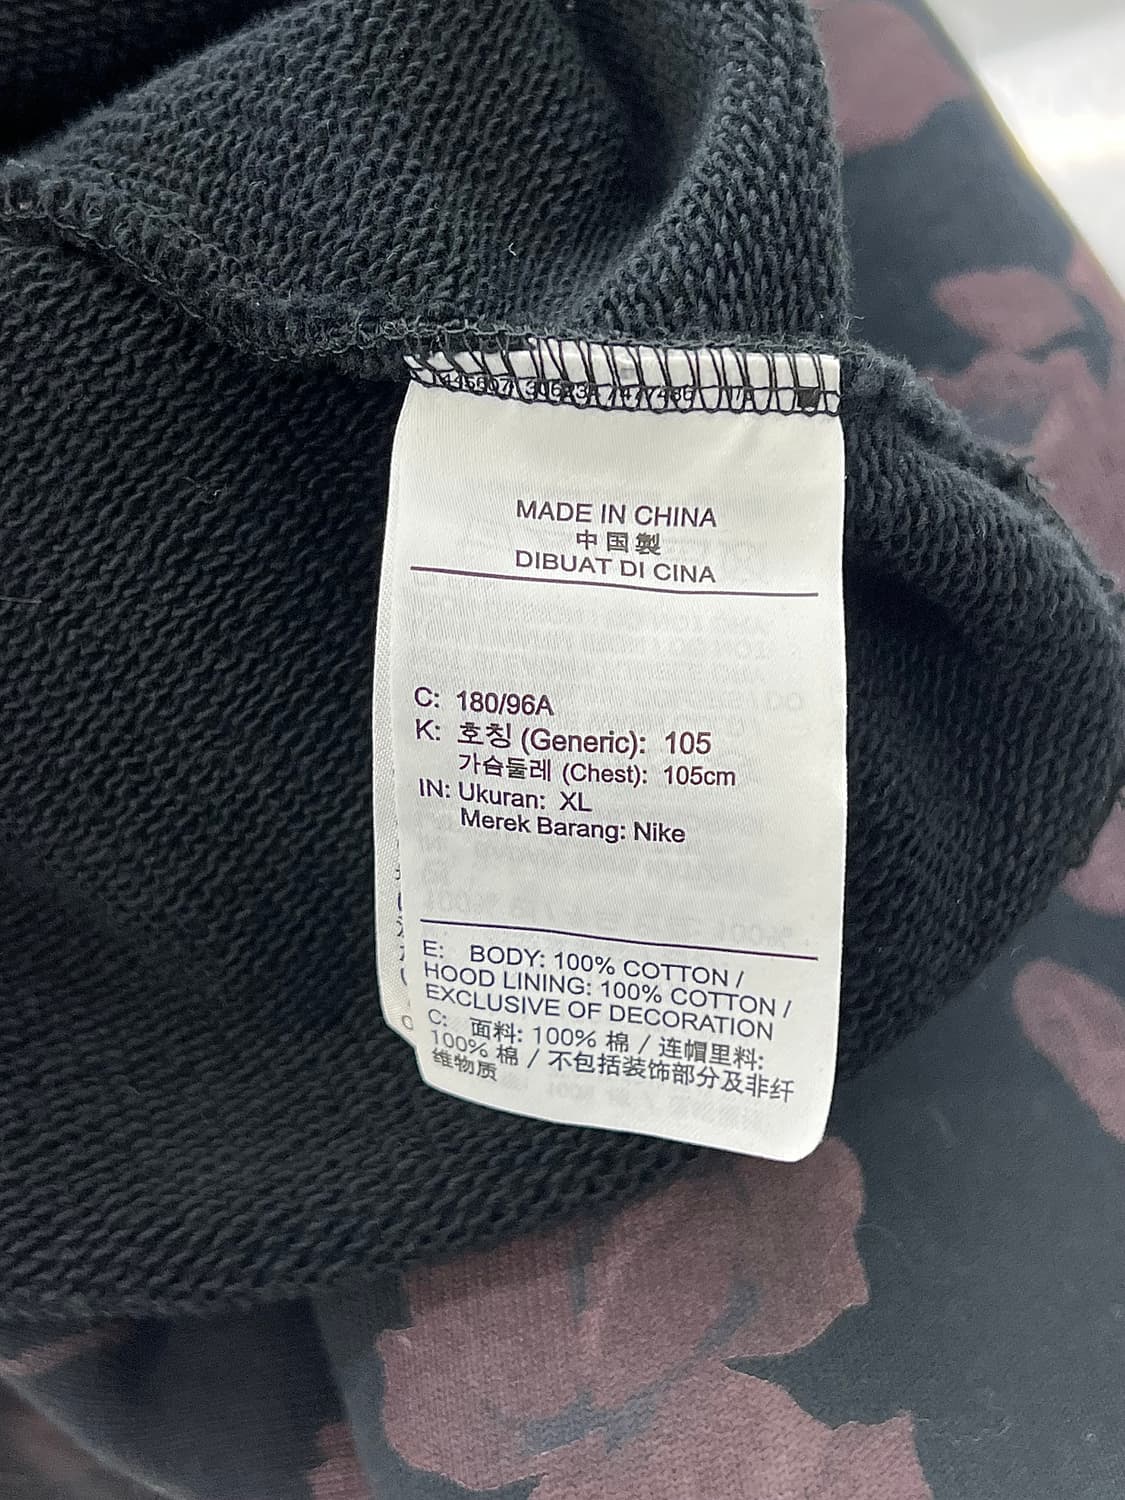 MADE IN CHINA
中国製
DIBUAT DI CINA
C: 180/96A
K: 호칭 (Generic): 105
가슴둘레 (Chest): 105cm
IN: Ukuran: XL
Merek Barang: Nike
E: BODY: 100% COTTON /
HOOD LINING: 100% COTTON /
EXCLUSIVE OF DECORATION
C: 面料: 100% 棉 / 连帽里料:
100% 棉 / 不包括装饰部分及非纤
维物质